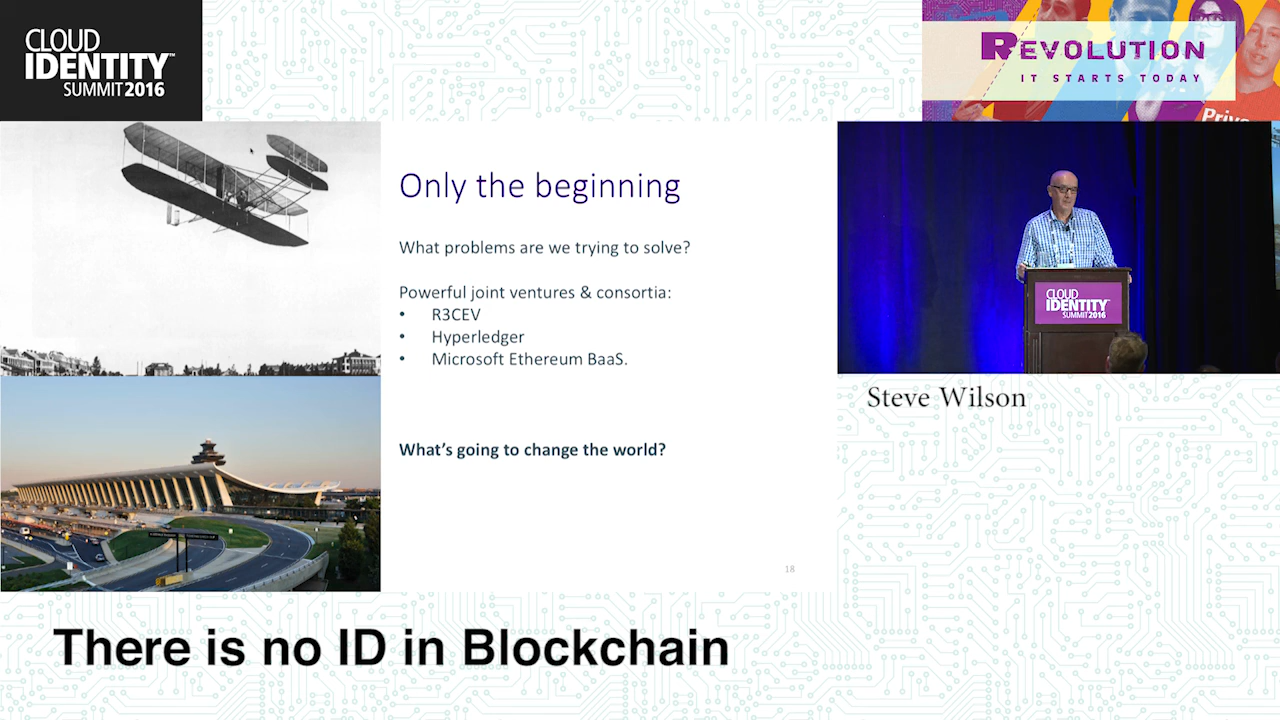 CLOUD
IDENTITY™
SUMMIT 2016
REVOLUTION
IT STARTS TODAY
Only the beginning
What problems are we trying to solve?
Powerful joint ventures & consortia:
• R3CEV
• Hyperledger
• Microsoft Ethereum BaaS.
What's going to change the world?
18
CLOUD
IDENTITY
SUMMIT 2016
Steve Wilson
There is no ID in Blockchain